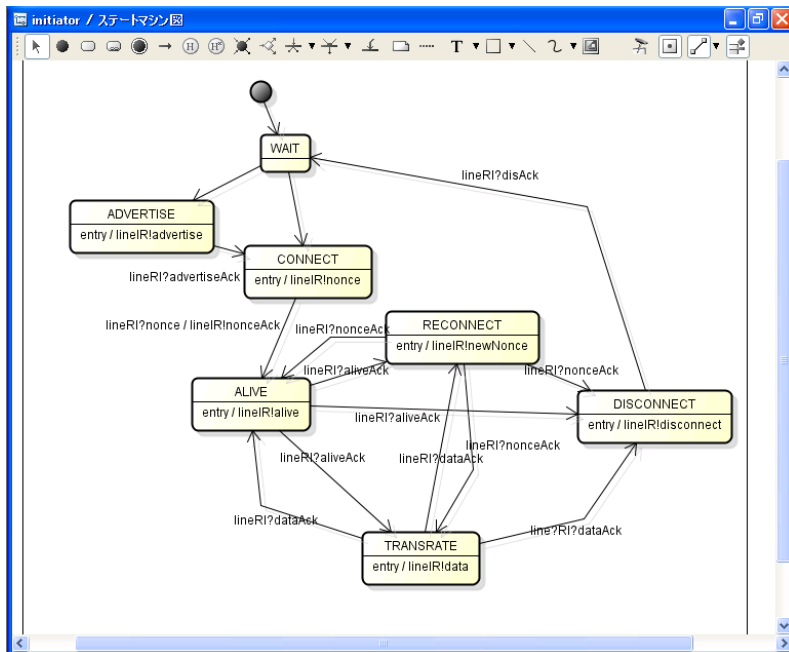 initiator / ステートマシン図
H
H*
T
WAIT
lineRI?disAck
ADVERTISE
entry / lineIR!advertise
CONNECT
entry / lineIR!nonce
lineRI?advertiseAck
lineRI?nonce / lineIR!nonceAck
lineRI?nonceAck
RECONNECT
entry / lineIR!newNonce
lineRI?aliveAck
lineRI?nonceAck
ALIVE
entry / lineIR!alive
lineRI?aliveAck
DISCONNECT
entry / lineIR!disconnect
lineRI?nonceAck
lineRI?aliveAck
lineRI?dataAck
lineRI?dataAck
line?RI?dataAck
TRANSRATE
entry / lineIR!data